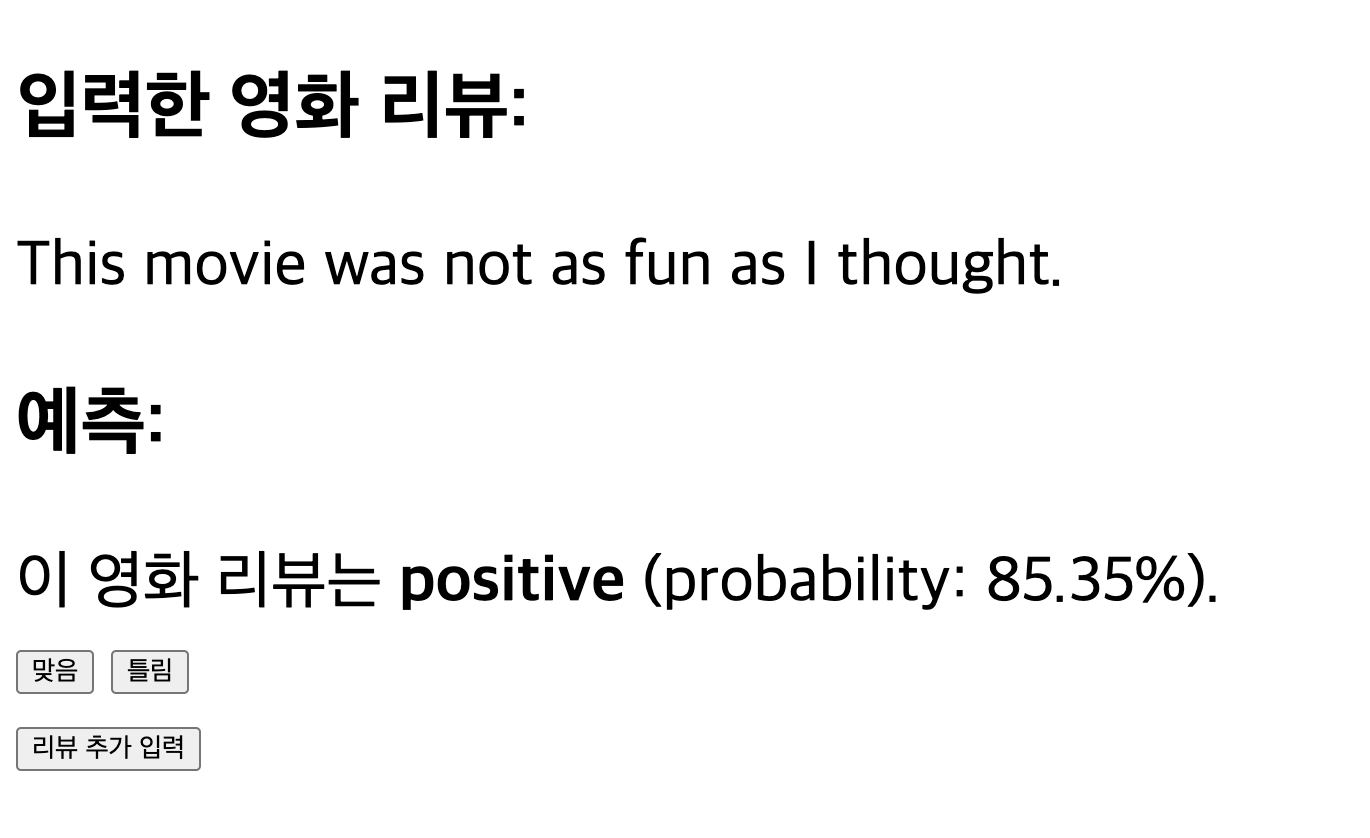 입력한 영화 리뷰:
This movie was not as fun as I thought.
예측:
이 영화 리뷰는 positive (probability: 85.35%).
맞음 틀림
리뷰 추가 입력